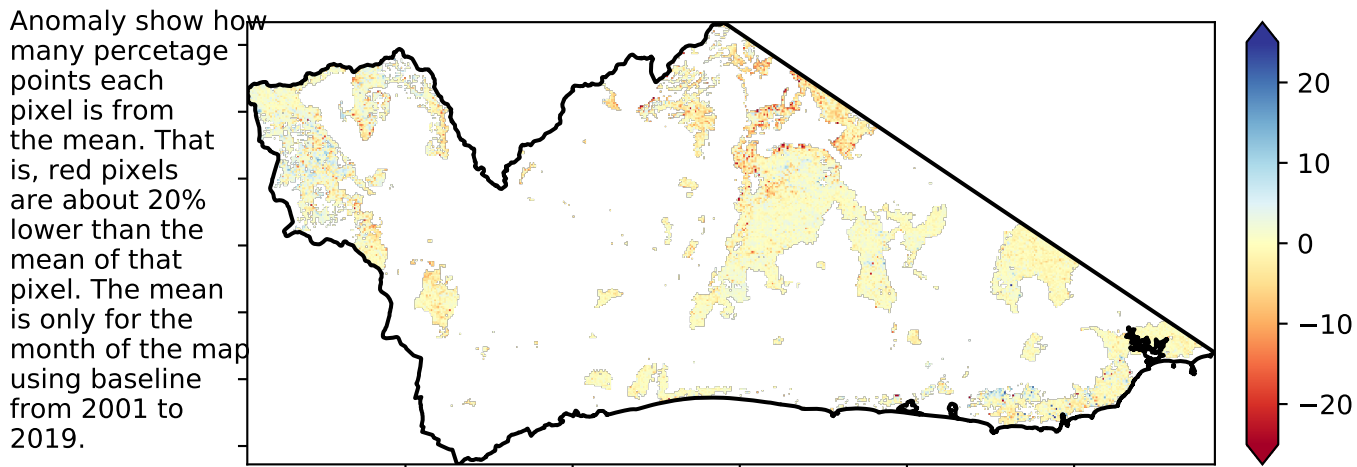 Anomaly show how
many percetage
points each
pixel is from
the mean. That
is, red pixels
are about 20%
lower than the
mean of that
pixel. The mean
is only for the
month of the map
using baseline
from 2001 to
2019.
20
10
0
−10
−20